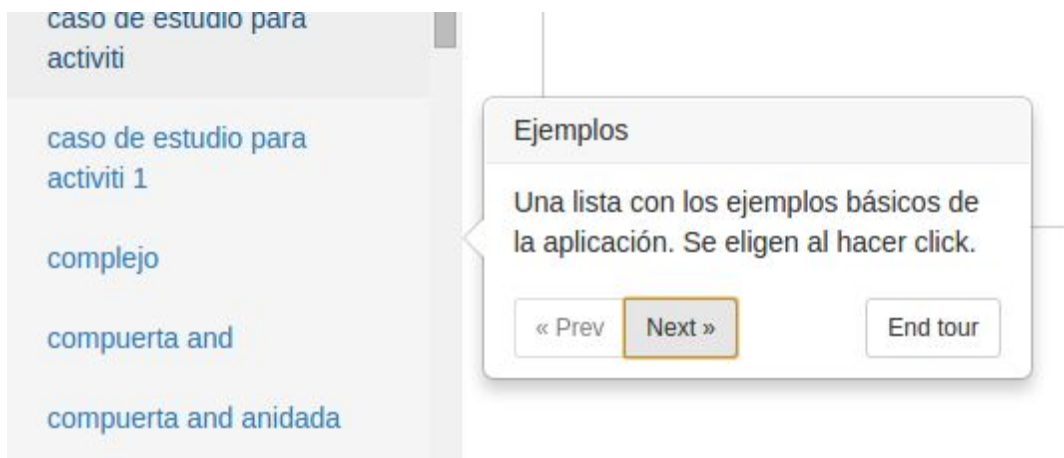 caso de estudio para
activiti
caso de estudio para
activiti 1
complejo
compuerta and
compuerta and anidada
Ejemplos
Una lista con los ejemplos básicos de
la aplicación. Se eligen al hacer click.
« Prev Next » End tour